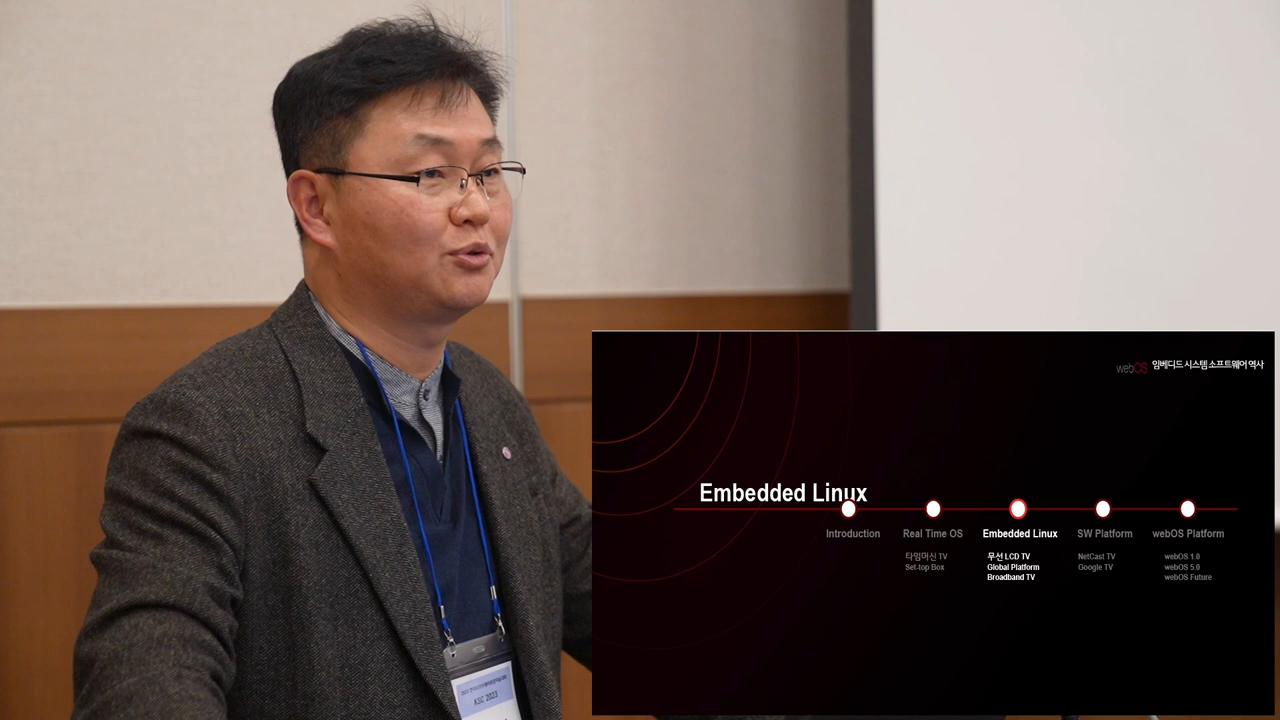 webOS 임베디드 시스템 소프트웨어 역사
Embedded Linux
Introduction
Real Time OS
타임머신 TV
Set-top Box
Embedded Linux
무선 LCD TV
Global Platform
Broadband TV
SW Platform
NetCast TV
Google TV
webOS Platform
webOS 1.0
webOS 5.0
webOS Future
KSC 2023